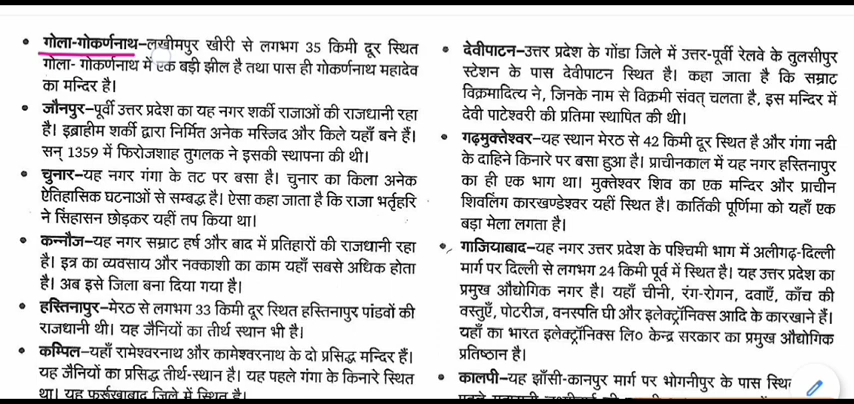 • गोला-गोकर्णनाथ–लखीमपुर खीरी से लगभग 35 किमी दूर स्थित
गोला- गोकर्णनाथ में एक बड़ी झील है तथा पास ही गोकर्णनाथ महादेव
का मन्दिर है।
• जौनपुर–पूर्वी उत्तर प्रदेश का यह नगर शर्की राजाओं की राजधानी रहा
है। इब्राहीम शर्की द्वारा निर्मित अनेक मस्जिद और किले यहाँ बने हैं।
सन् 1359 में फिरोजशाह तुगलक ने इसकी स्थापना की थी।
• चुनार–यह नगर गंगा के तट पर बसा है। चुनार का किला अनेक
ऐतिहासिक घटनाओं से सम्बद्ध है। ऐसा कहा जाता है कि राजा भर्तृहरि
ने सिंहासन छोड़कर यहीं तप किया था।
• कन्नौज–यह नगर सम्राट हर्ष और बाद में प्रतिहारों की राजधानी रहा
है। इत्र का व्यवसाय और नक्काशी का काम यहाँ सबसे अधिक होता
है। अब इसे जिला बना दिया गया है।
• हस्तिनापुर–मेरठ से लगभग 33 किमी दूर स्थित हस्तिनापुर पांडवों की
राजधानी थी। यह जैनियों का तीर्थ स्थान भी है।
• कम्पिल–यहाँ रामेश्वरनाथ और कामेश्वरनाथ के दो प्रसिद्ध मन्दिर हैं।
यह जैनियों का प्रसिद्ध तीर्थ-स्थान है। यह पहले गंगा के किनारे स्थित
था। यह फर्रुखाबाद जिले में स्थित है।
• देवीपाटन–उत्तर प्रदेश के गोंडा जिले में उत्तर-पूर्वी रेलवे के तुलसीपुर
स्टेशन के पास देवीपाटन स्थित है। कहा जाता है कि सम्राट
विक्रमादित्य ने, जिनके नाम से विक्रमी संवत् चलता है, इस मन्दिर में
देवी पाटेश्वरी की प्रतिमा स्थापित की थी।
• गढ़मुक्तेश्वर–यह स्थान मेरठ से 42 किमी दूर स्थित है और गंगा नदी
के दाहिने किनारे पर बसा हुआ है। प्राचीनकाल में यह नगर हस्तिनापुर
का ही एक भाग था। मुक्तेश्वर शिव का एक मन्दिर और प्राचीन
शिवलिंग कारखण्डेश्वर यहीं स्थित है। कार्तिकी पूर्णिमा को यहाँ एक
बड़ा मेला लगता है।
• गाजियाबाद–यह नगर उत्तर प्रदेश के पश्चिमी भाग में अलीगढ़-दिल्ली
मार्ग पर दिल्ली से लगभग 24 किमी पूर्व में स्थित है। यह उत्तर प्रदेश का
प्रमुख औद्योगिक नगर है। यहाँ चीनी, रंग-रोगन, दवाएँ, काँच की
वस्तुएँ, पोटरीज, वनस्पति घी और इलेक्ट्रॉनिक्स आदि के कारखाने हैं।
यहाँ का भारत इलेक्ट्रॉनिक्स लि० केन्द्र सरकार का प्रमुख औद्योगिक
प्रतिष्ठान है।
• कालपी–यह झाँसी-कानपुर मार्ग पर भोगनीपुर के पास